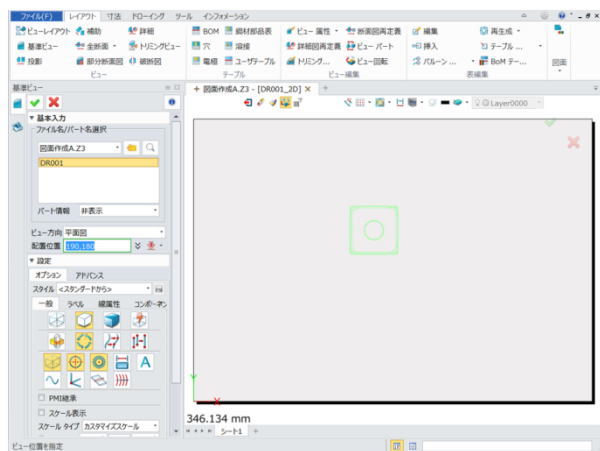 ファイル(F) レイアウト 寸法 ドローイング ツール インフォメーション
ビューレイアウト 補助 詳細 BOM 鋼材部品表 ビュー 属性 断面図再定義 編集 再生成
基準ビュー 全断面 トリミングビュー 穴 溶接 詳細図再定義 ビュー パート 挿入 テーブル ...
投影 部分断面図 破断図 電極 ユーザテーブル トリミング... ビュー回転 バルーン ... BoM テー... 図面
ビュー テーブル ビュー編集 表編集
基準ビュー
図面作成A.Z3 - [DR001_2D]
Layer0000
▼ 基本入力
ファイル名/パート名選択
図面作成A.Z3
DR001
パート情報 非表示
ビュー方向 平面図
配置位置 190,180
▼ 設定
オプション アドバンス
スタイル <スタンダードから>
一般 ラベル 線属性 コンポーネン
A
PMI継承
スケール表示
スケール タイプ カスタマイズスケール
346.134 mm
シート1
ビュー位置を指定